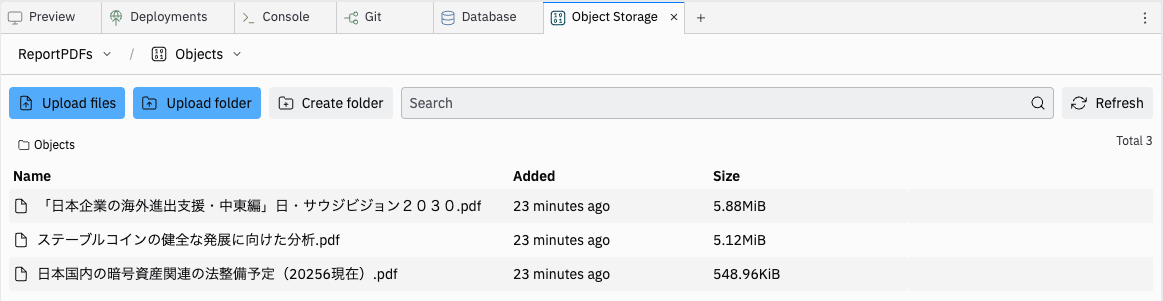 Preview Deployments Console Git Database Object Storage × +
ReportPDFs / Objects
Upload files Upload folder Create folder Search Refresh
Objects Total 3
Name Added Size
「日本企業の海外進出支援・中東編」日・サウジビジョン２０３０.pdf 23 minutes ago 5.88MiB
ステーブルコインの健全な発展に向けた分析.pdf 23 minutes ago 5.12MiB
日本国内の暗号資産関連の法整備予定（20256現在）.pdf 23 minutes ago 548.96KiB